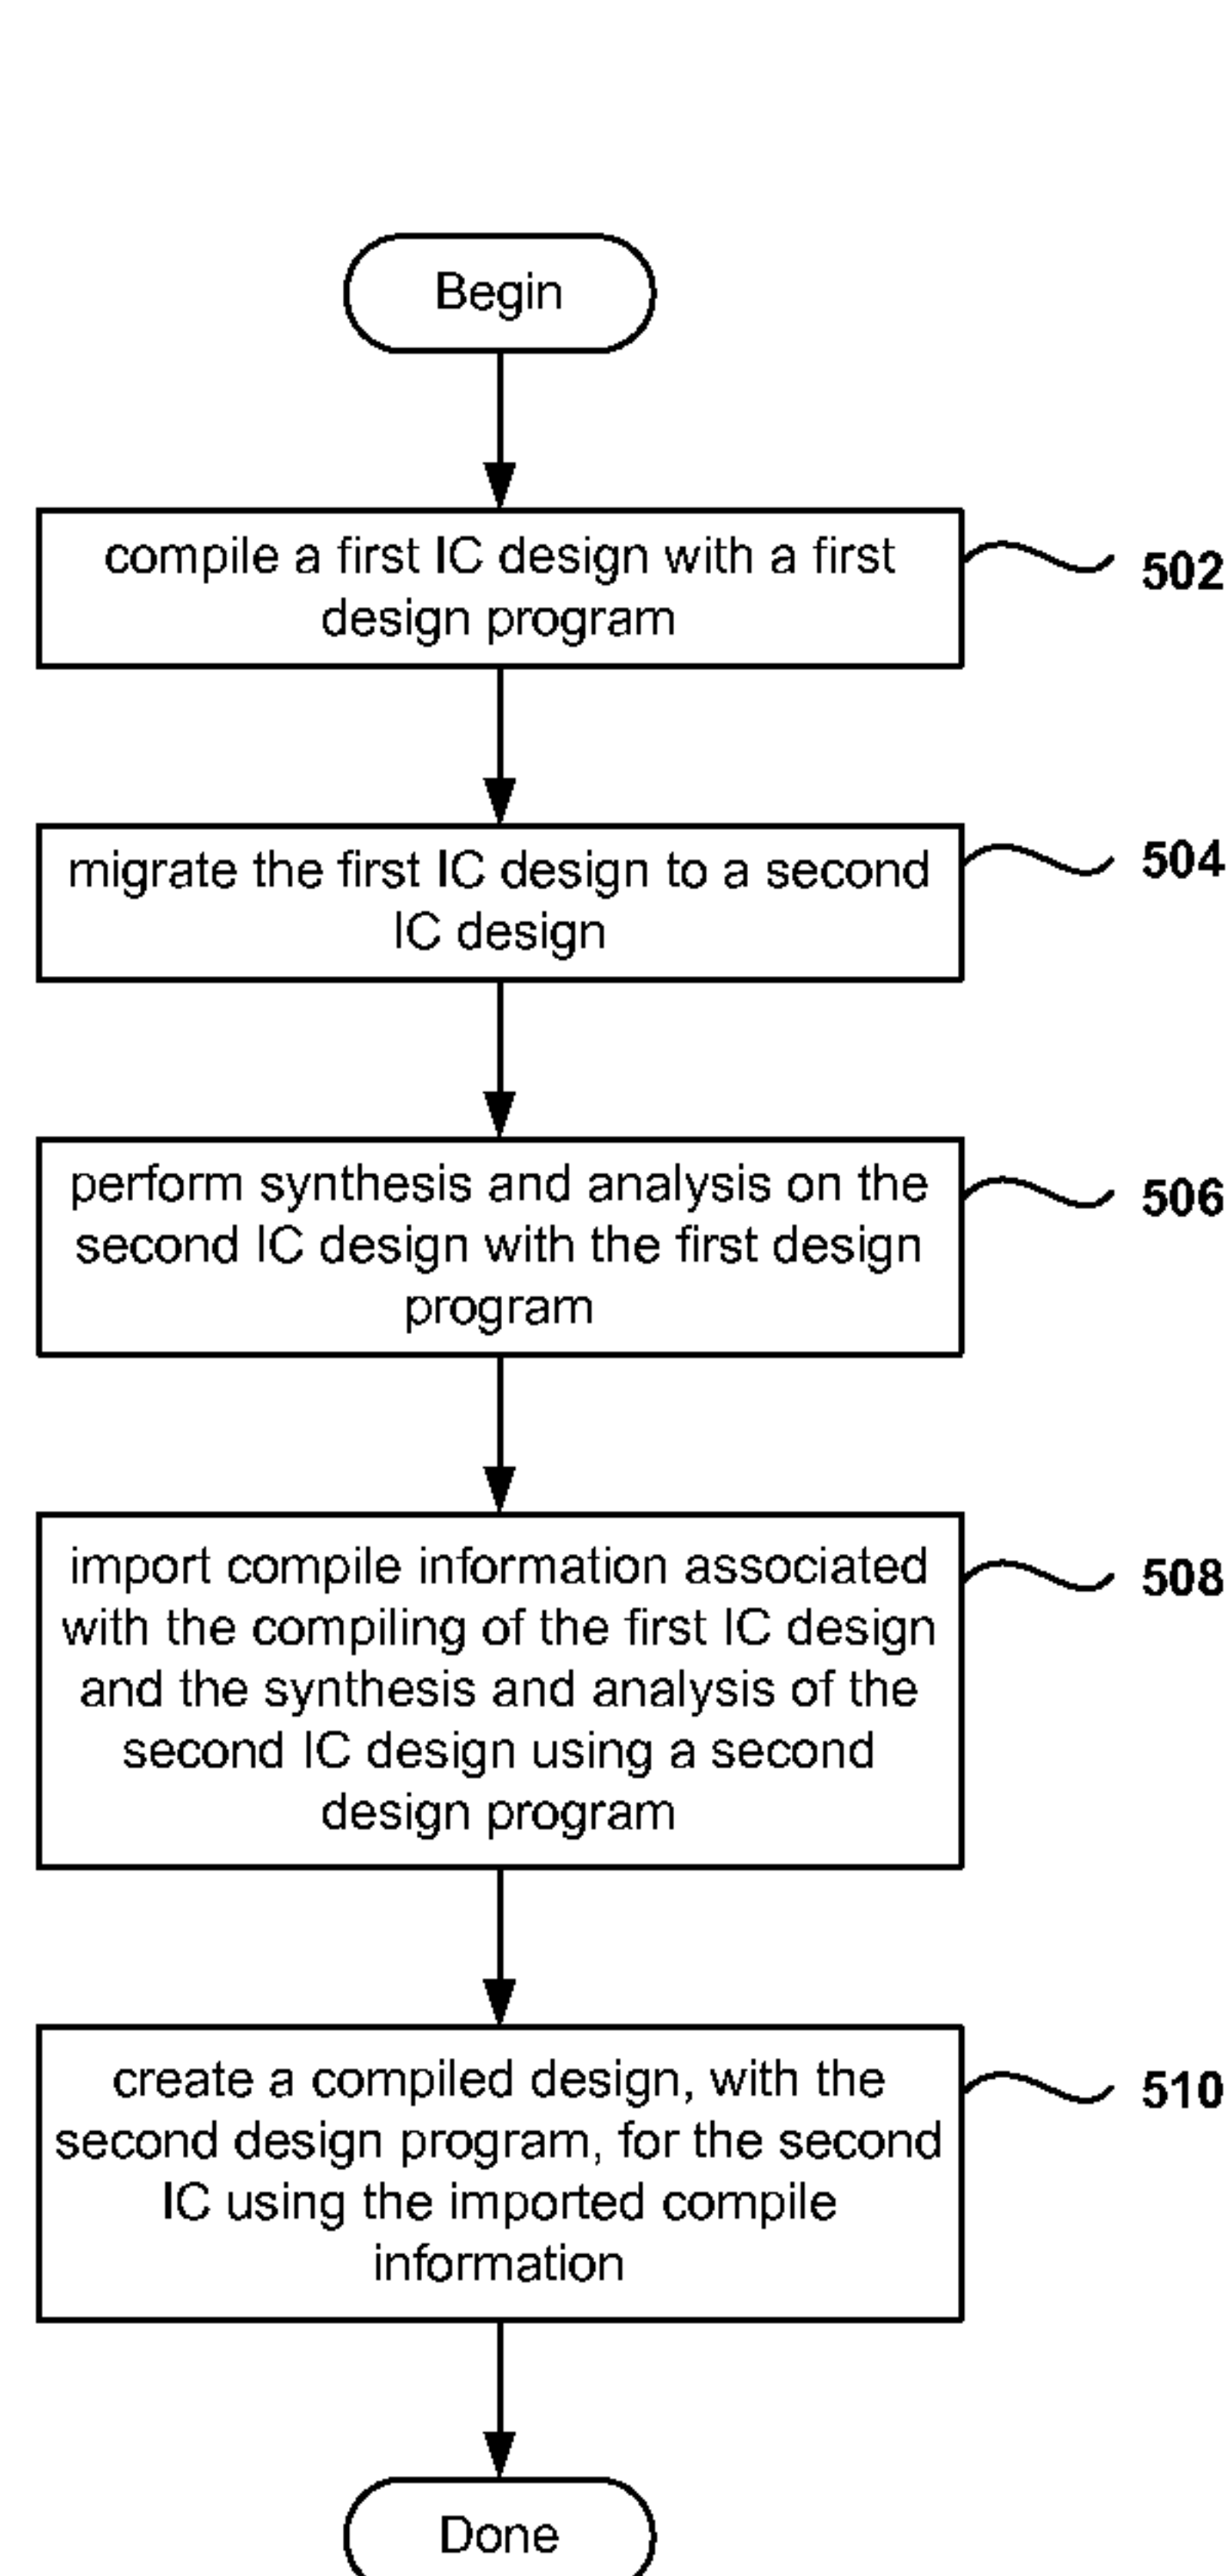 Begin
compile a first IC design with a first
design program
502
migrate the first IC design to a second
IC design
504
perform synthesis and analysis on the
second IC design with the first design
program
506
import compile information associated
with the compiling of the first IC design
and the synthesis and analysis of the
second IC design using a second
design program
508
create a compiled design, with the
second design program, for the second
IC using the imported compile
information
510
Done